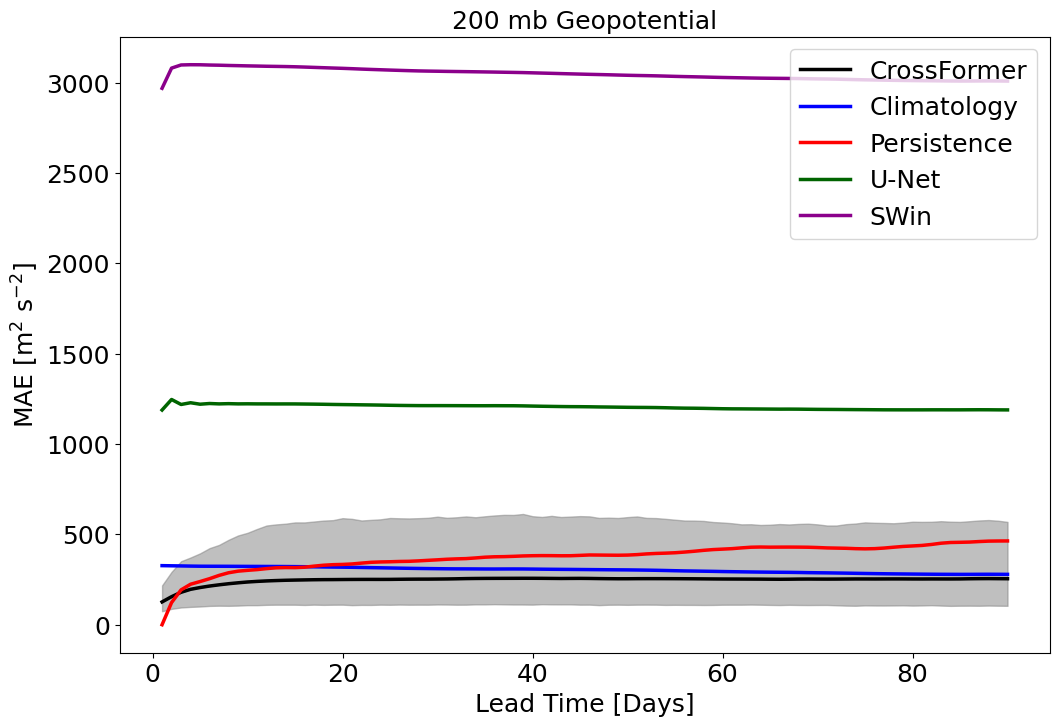 200 mb Geopotential
3000
2500
2000
1500
1000
500
0
MAE [m² s⁻²]
CrossFormer
Climatology
Persistence
U-Net
SWin
0 20 40 60 80
Lead Time [Days]